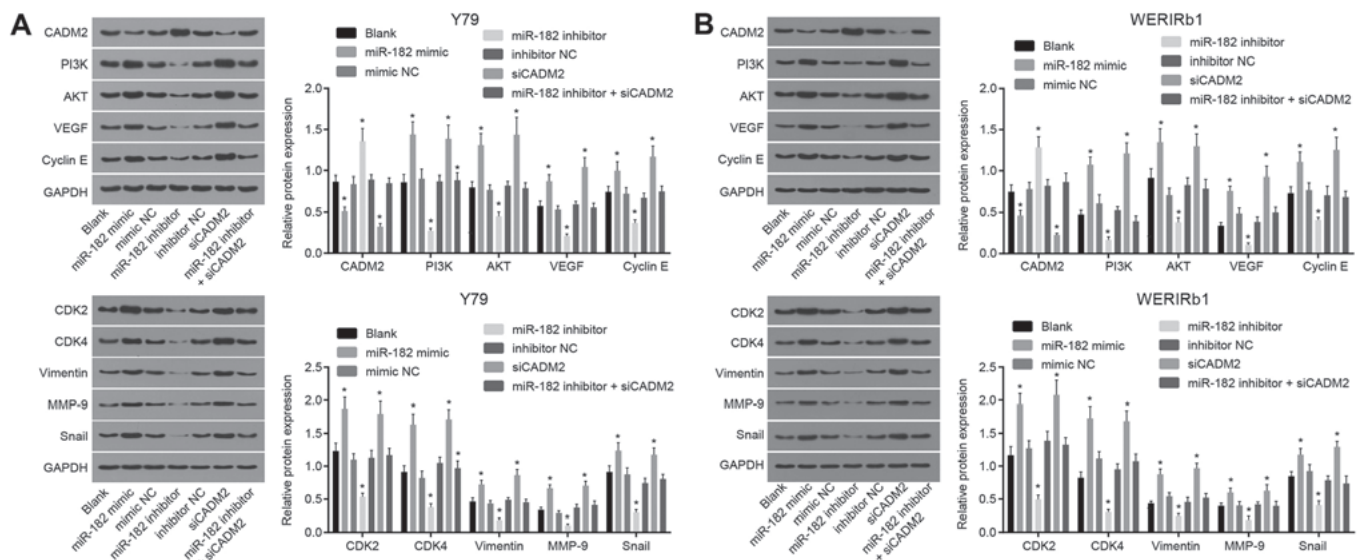 A
CADM2
PI3K
AKT
VEGF
Cyclin E
GAPDH
Blank
miR-182 mimic
mimic NC
miR-182 inhibitor
inhibitor NC
siCADM2
miR-182 inhibitor
+ siCADM2
Y79
Blank
miR-182 mimic
mimic NC
miR-182 inhibitor
inhibitor NC
siCADM2
miR-182 inhibitor + siCADM2
Relative protein expression
2.0
1.5
1.0
0.5
0.0
CADM2 PI3K AKT VEGF Cyclin E
B
CADM2
PI3K
AKT
VEGF
Cyclin E
GAPDH
Blank
miR-182 mimic
mimic NC
miR-182 inhibitor
inhibitor NC
siCADM2
miR-182 inhibitor
+ siCADM2
WERIRb1
Blank
miR-182 mimic
mimic NC
miR-182 inhibitor
inhibitor NC
siCADM2
miR-182 inhibitor + siCADM2
Relative protein expression
2.0
1.5
1.0
0.5
0.0
CADM2 PI3K AKT VEGF Cyclin E
CDK2
CDK4
Vimentin
MMP-9
Snail
GAPDH
Blank
miR-182 mimic
mimic NC
miR-182 inhibitor
inhibitor NC
siCADM2
miR-182 inhibitor
+ siCADM2
Y79
Blank
miR-182 mimic
mimic NC
miR-182 inhibitor
inhibitor NC
siCADM2
miR-182 inhibitor + siCADM2
Relative protein expression
2.5
2.0
1.5
1.0
0.5
0.0
CDK2 CDK4 Vimentin MMP-9 Snail
CDK2
CDK4
Vimentin
MMP-9
Snail
GAPDH
Blank
miR-182 mimic
mimic NC
miR-182 inhibitor
inhibitor NC
siCADM2
miR-182 inhibitor
+ siCADM2
WERIRb1
Blank
miR-182 mimic
mimic NC
miR-182 inhibitor
inhibitor NC
siCADM2
miR-182 inhibitor + siCADM2
Relative protein expression
2.5
2.0
1.5
1.0
0.5
0.0
CDK2 CDK4 Vimentin MMP-9 Snail